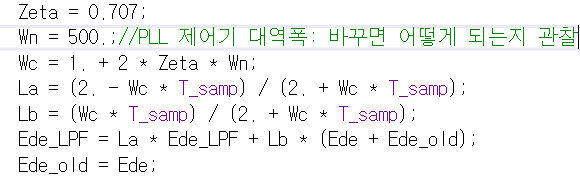 Zeta = 0.707;
Wn = 500.;//PLL 제어기 대역폭: 바꾸면 어떻게 되는지 관찰
Wc = 1. + 2 * Zeta * Wn;
La = (2. - Wc * T_samp) / (2. + Wc * T_samp);
Lb = (Wc * T_samp) / (2. + Wc * T_samp);
Ede_LPF = La * Ede_LPF + Lb * (Ede + Ede_old);
Ede_old = Ede;